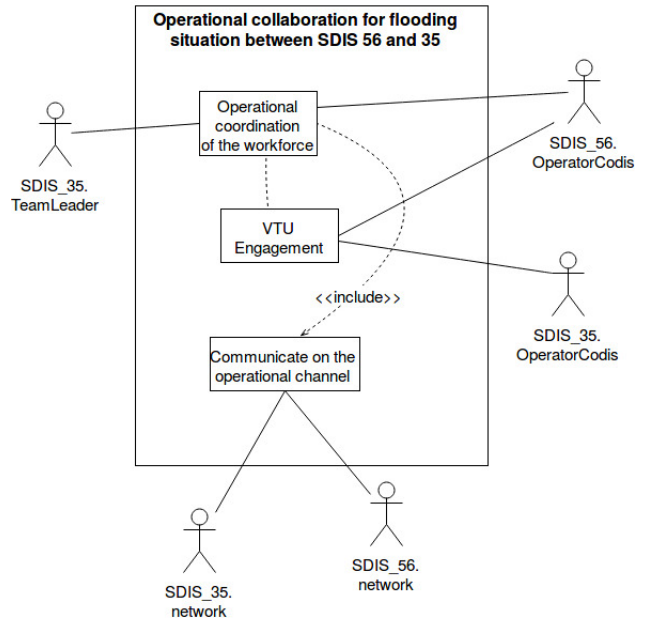 Operational collaboration for flooding
situation between SDIS 56 and 35
Operational
coordination
of the workforce
SDIS_35.
TeamLeader
SDIS_56.
OperatorCodis
VTU
Engagement
<<include>>
SDIS_35.
OperatorCodis
Communicate on the
operational channel
SDIS_35.
network
SDIS_56.
network